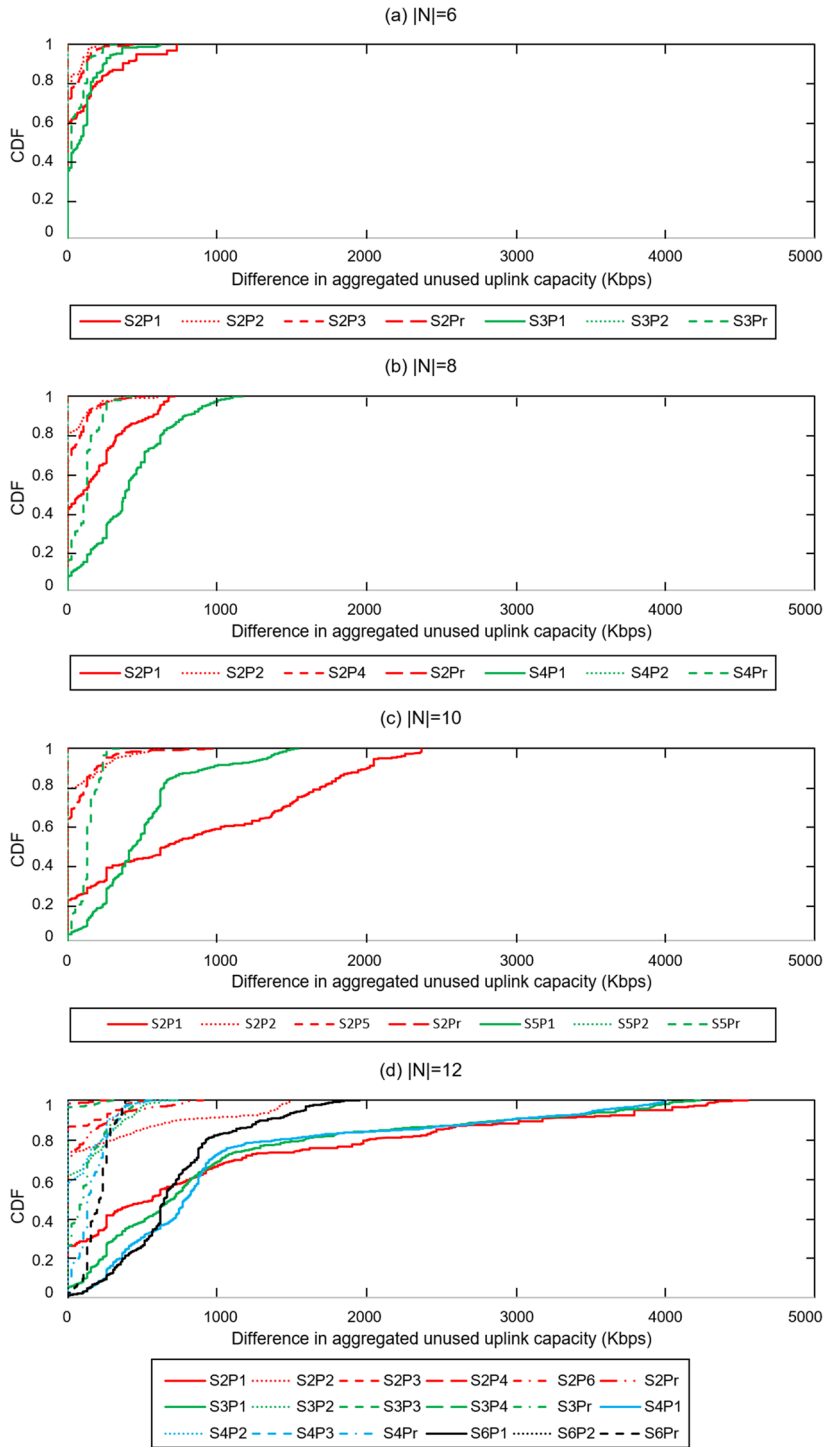 (a) |N|=6
1
0.8
0.6
0.4
0.2
0
CDF
0 1000 2000 3000 4000 5000
Difference in aggregated unused uplink capacity (Kbps)
S2P1 S2P2 S2P3 S2Pr S3P1 S3P2 S3Pr
(b) |N|=8
1
0.8
0.6
0.4
0.2
0
CDF
0 1000 2000 3000 4000 5000
Difference in aggregated unused uplink capacity (Kbps)
S2P1 S2P2 S2P4 S2Pr S4P1 S4P2 S4Pr
(c) |N|=10
1
0.8
0.6
0.4
0.2
0
CDF
0 1000 2000 3000 4000 5000
Difference in aggregated unused uplink capacity (Kbps)
S2P1 S2P2 S2P5 S2Pr S5P1 S5P2 S5Pr
(d) |N|=12
1
0.8
0.6
0.4
0.2
0
CDF
0 1000 2000 3000 4000 5000
Difference in aggregated unused uplink capacity (Kbps)
S2P1 S2P2 S2P3 S2P4 S2P6 S2Pr
S3P1 S3P2 S3P3 S3P4 S3Pr S4P1
S4P2 S4P3 S4Pr S6P1 S6P2 S6Pr